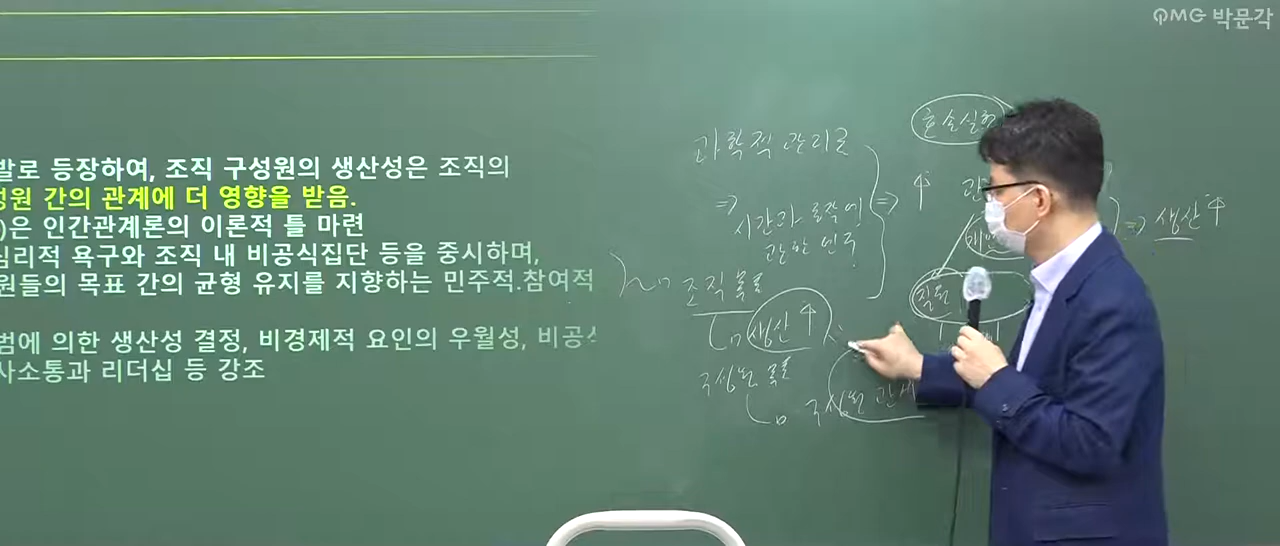 PMG 박문각
발로 등장하여, 조직 구성원의 생산성은 조직의
성원 간의 관계에 더 영향을 받음.
)은 인간관계론의 이론적 틀 마련
심리적 욕구와 조직 내 비공식집단 등을 중시하며,
원들의 목표 간의 균형 유지를 지향하는 민주적.참여적
범에 의한 생산성 결정, 비경제적 요인의 우월성, 비공식
사소통과 리더십 등 강조
호손실험
과학적 관리론
⇒ 시간과 동작에
관한 연구
⇒ ↑
⇒ 생산 ↑
조직 목표
생산 ↑
구성원 목표
구성원 관계